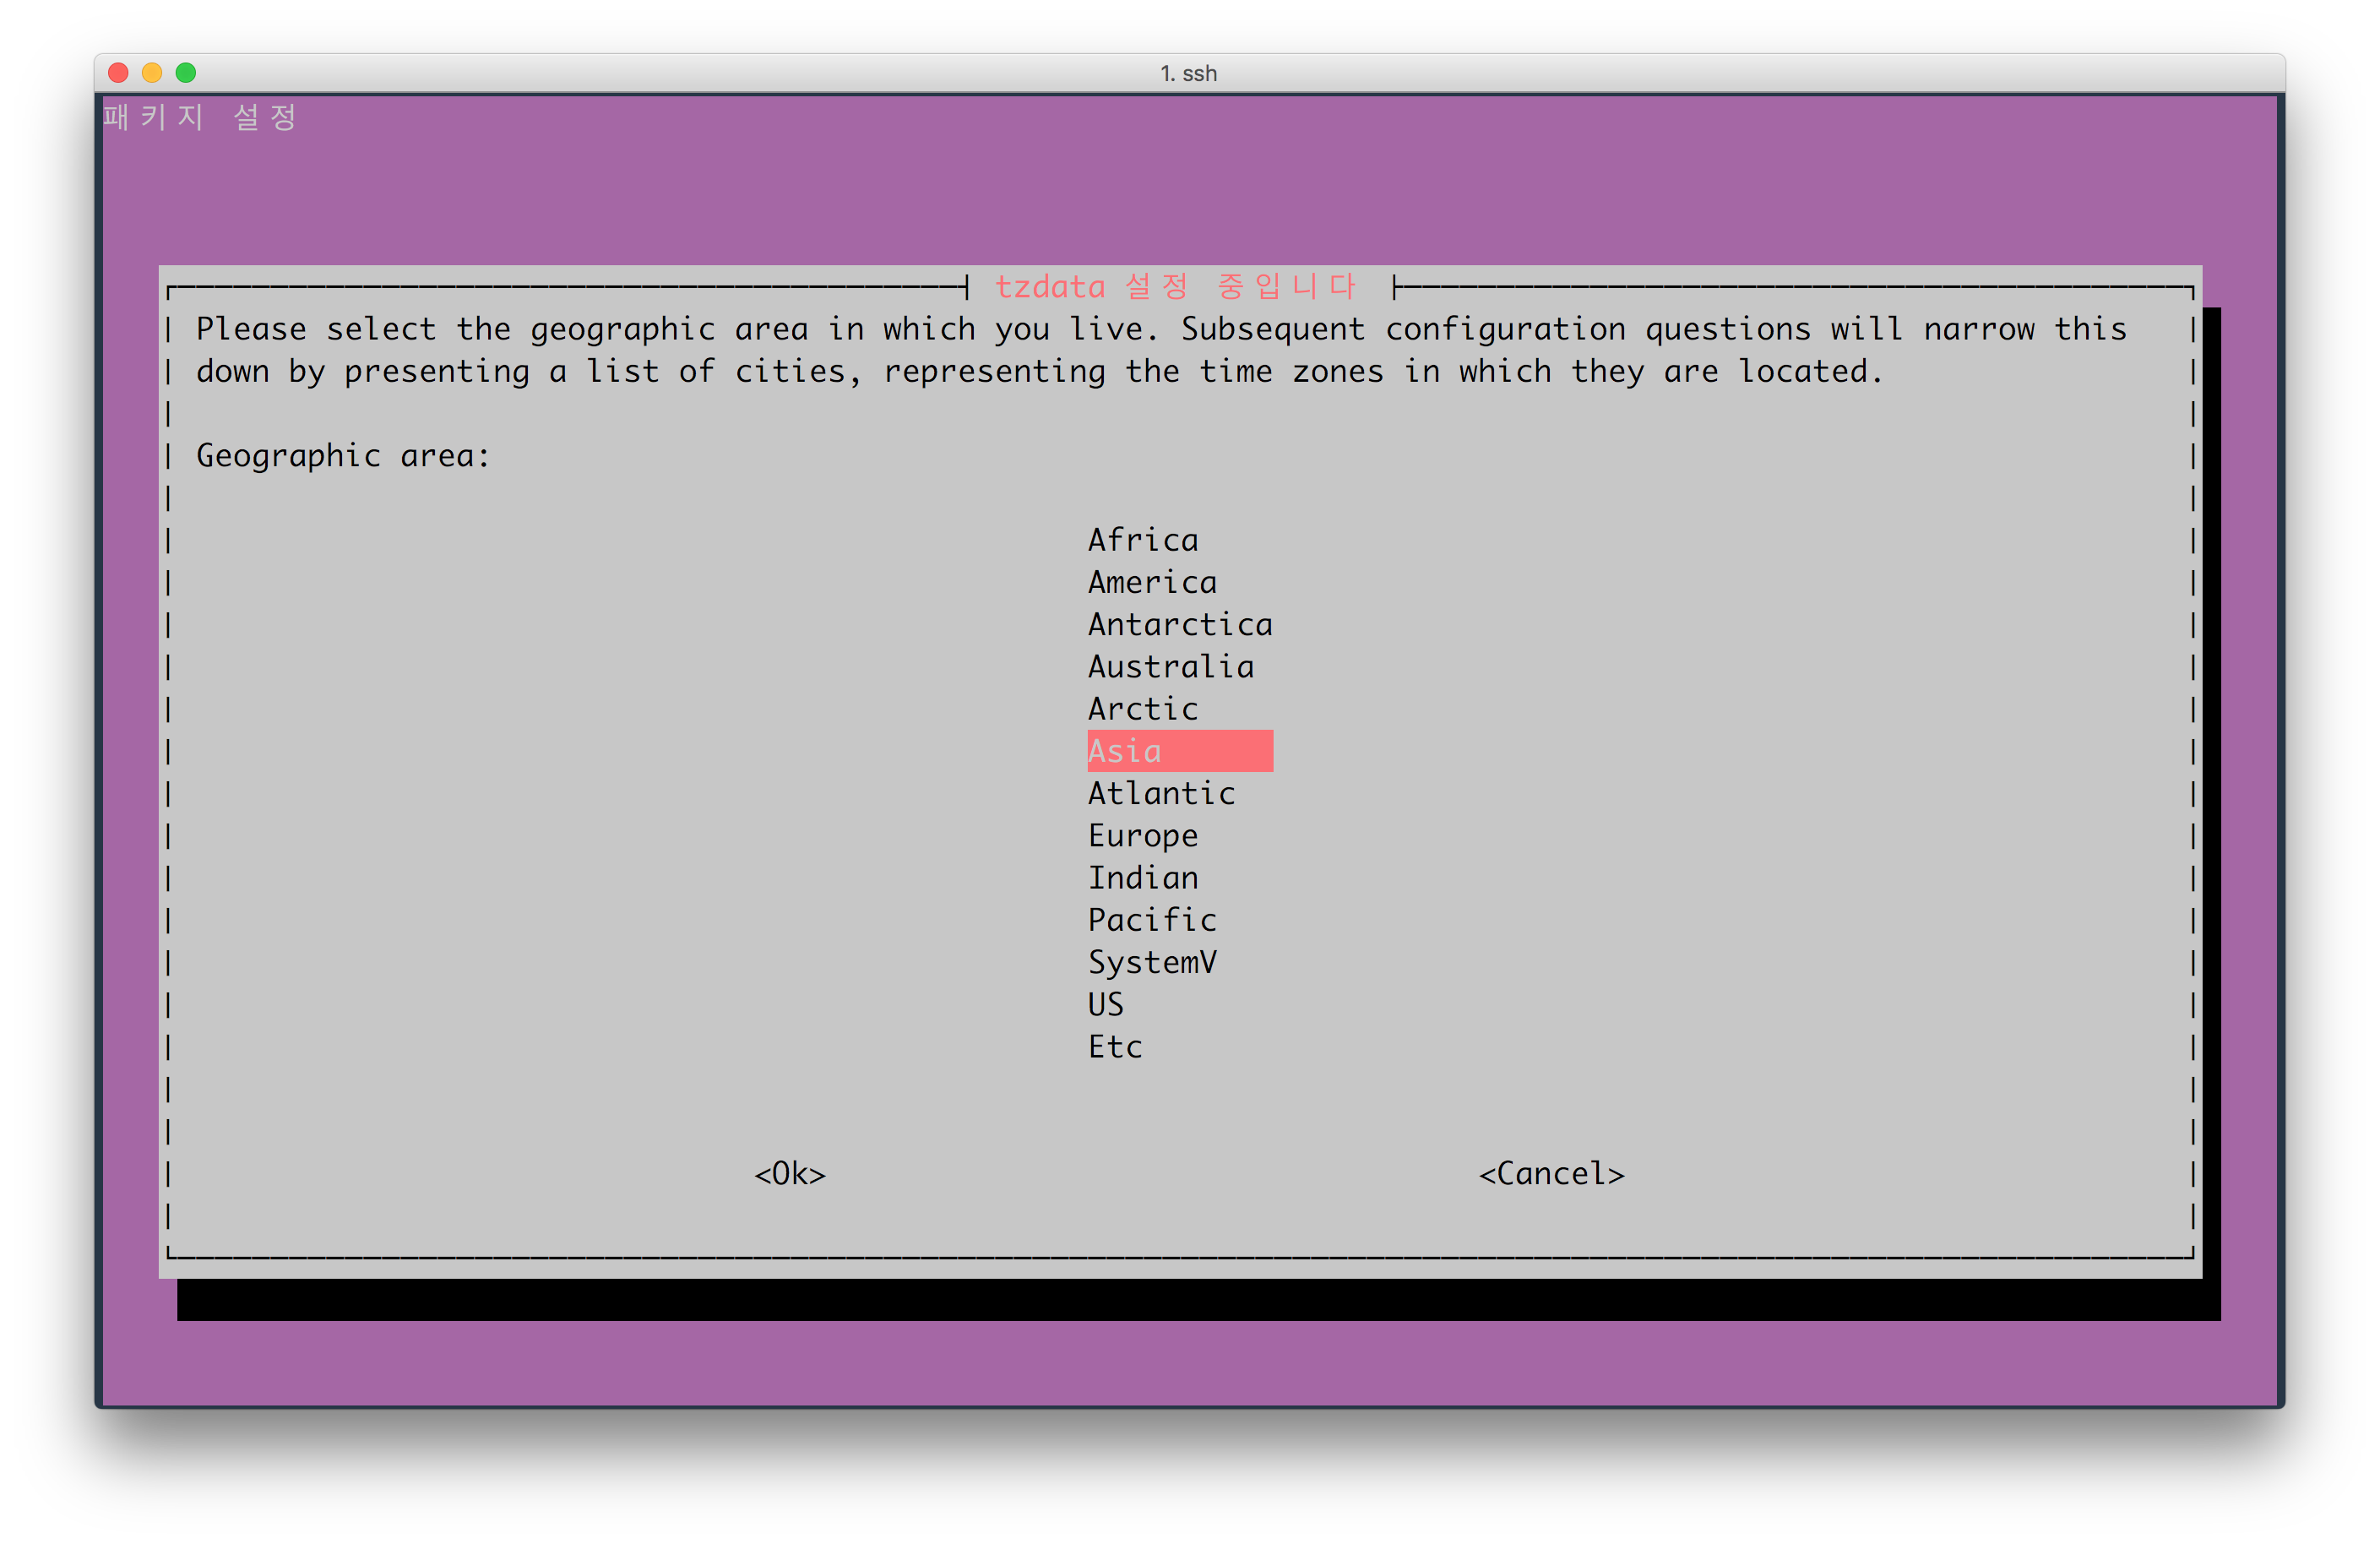 1. ssh
패키지 설정
tzdata 설정 중입니다
Please select the geographic area in which you live. Subsequent configuration questions will narrow this
down by presenting a list of cities, representing the time zones in which they are located.
Geographic area:
Africa
America
Antarctica
Australia
Arctic
Asia
Atlantic
Europe
Indian
Pacific
SystemV
US
Etc
<Ok> <Cancel>